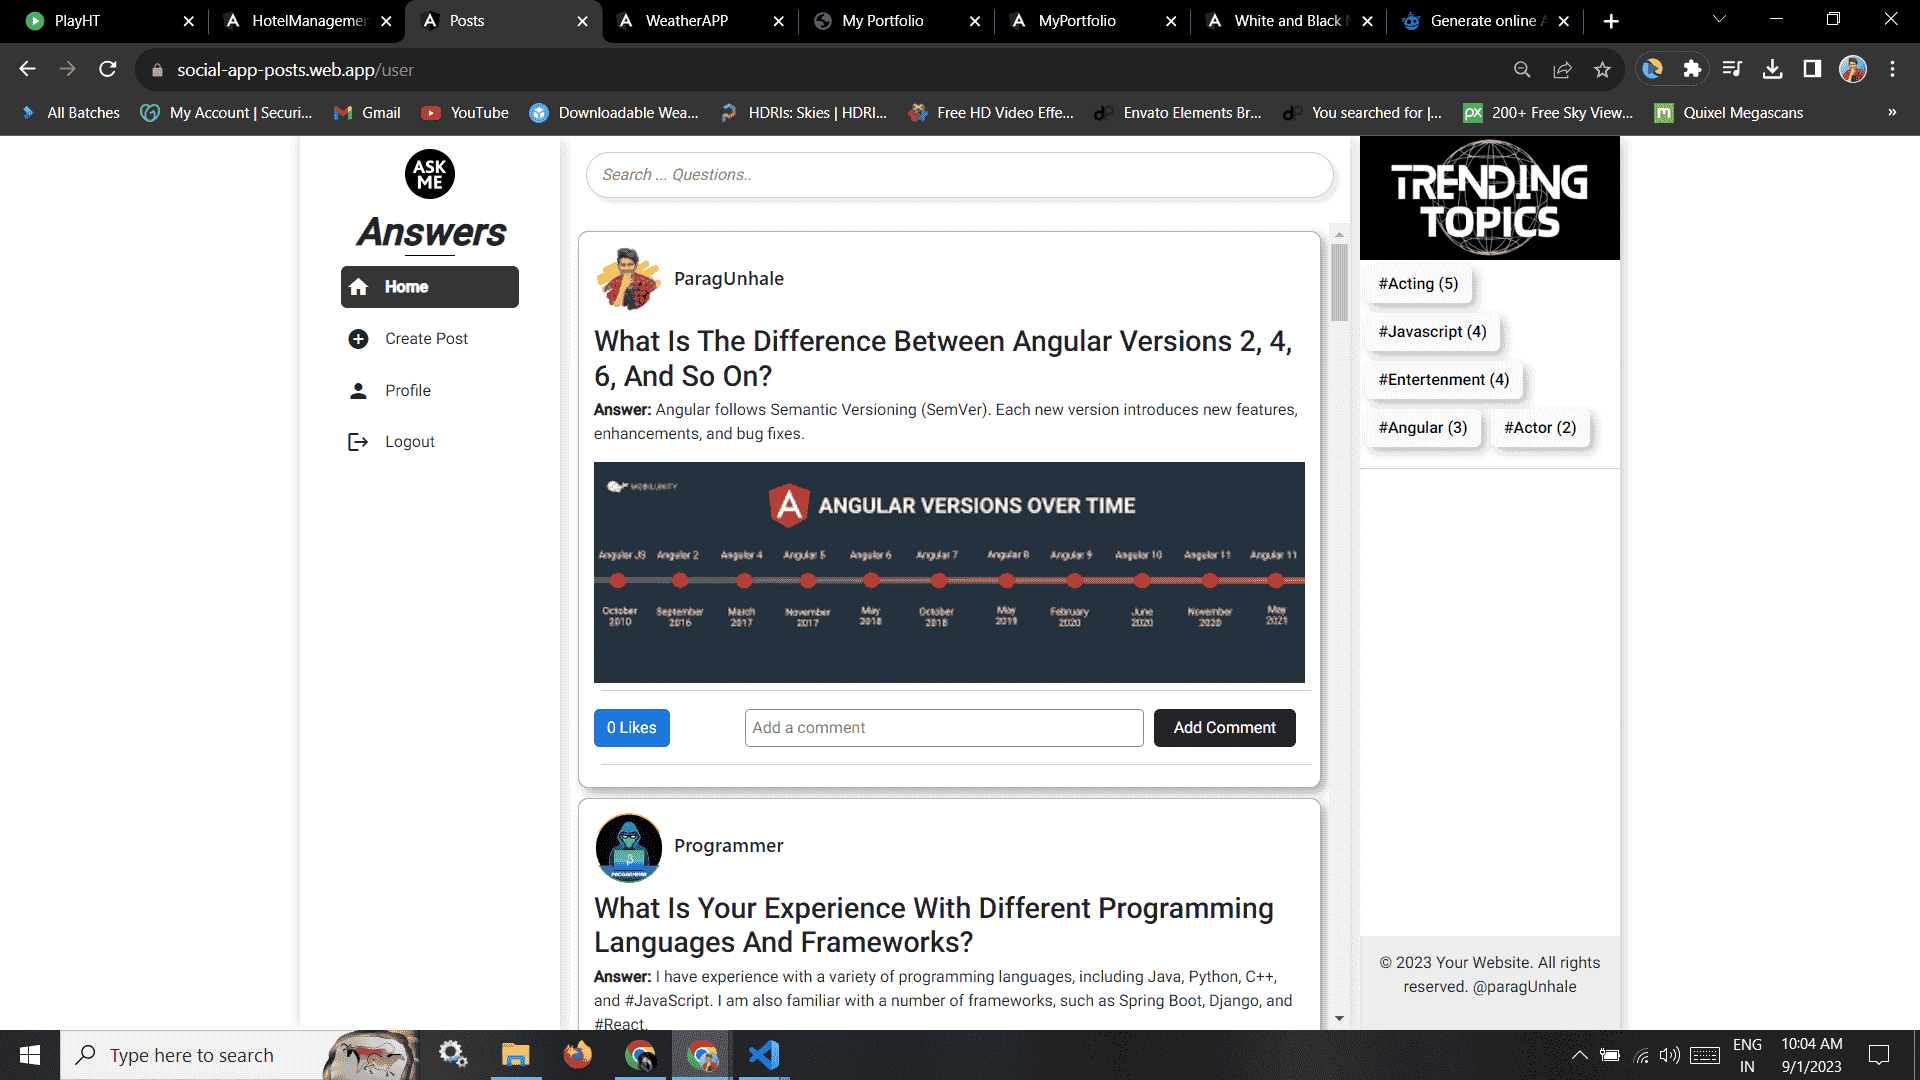 PlayHT
HotelManagemen
Posts
WeatherAPP
My Portfolio
MyPortfolio
White and Black
Generate online
social-app-posts.web.app/user
All Batches
My Account | Securi...
Gmail
YouTube
Downloadable Wea...
HDRIs: Skies | HDRI...
Free HD Video Effe...
Envato Elements Br...
You searched for |...
200+ Free Sky View...
Quixel Megascans
»
ASK
ME
Answers
Home
Create Post
Profile
Logout
Search ... Questions..
ParagUnhale
What Is The Difference Between Angular Versions 2, 4,
6, And So On?
Answer: Angular follows Semantic Versioning (SemVer). Each new version introduces new features,
enhancements, and bug fixes.
MOBILUNITY
ANGULAR VERSIONS OVER TIME
Angular JS Angular 2 Angular 4 Angular 5 Angular 6 Angular 7 Angular 8 Angular 9 Angular 10 Angular 11 Angular 11
October September March November May October May February June November May
2010 2016 2017 2017 2018 2018 2019 2020 2020 2020 2021
0 Likes
Add a comment
Add Comment
Programmer
What Is Your Experience With Different Programming
Languages And Frameworks?
Answer: I have experience with a variety of programming languages, including Java, Python, C++,
and #JavaScript. I am also familiar with a number of frameworks, such as Spring Boot, Django, and
#React.
TRENDING
TOPICS
#Acting (5)
#Javascript (4)
#Entertenment (4)
#Angular (3)
#Actor (2)
© 2023 Your Website. All rights
reserved. @paragUnhale
Type here to search
ENG
IN
10:04 AM
9/1/2023